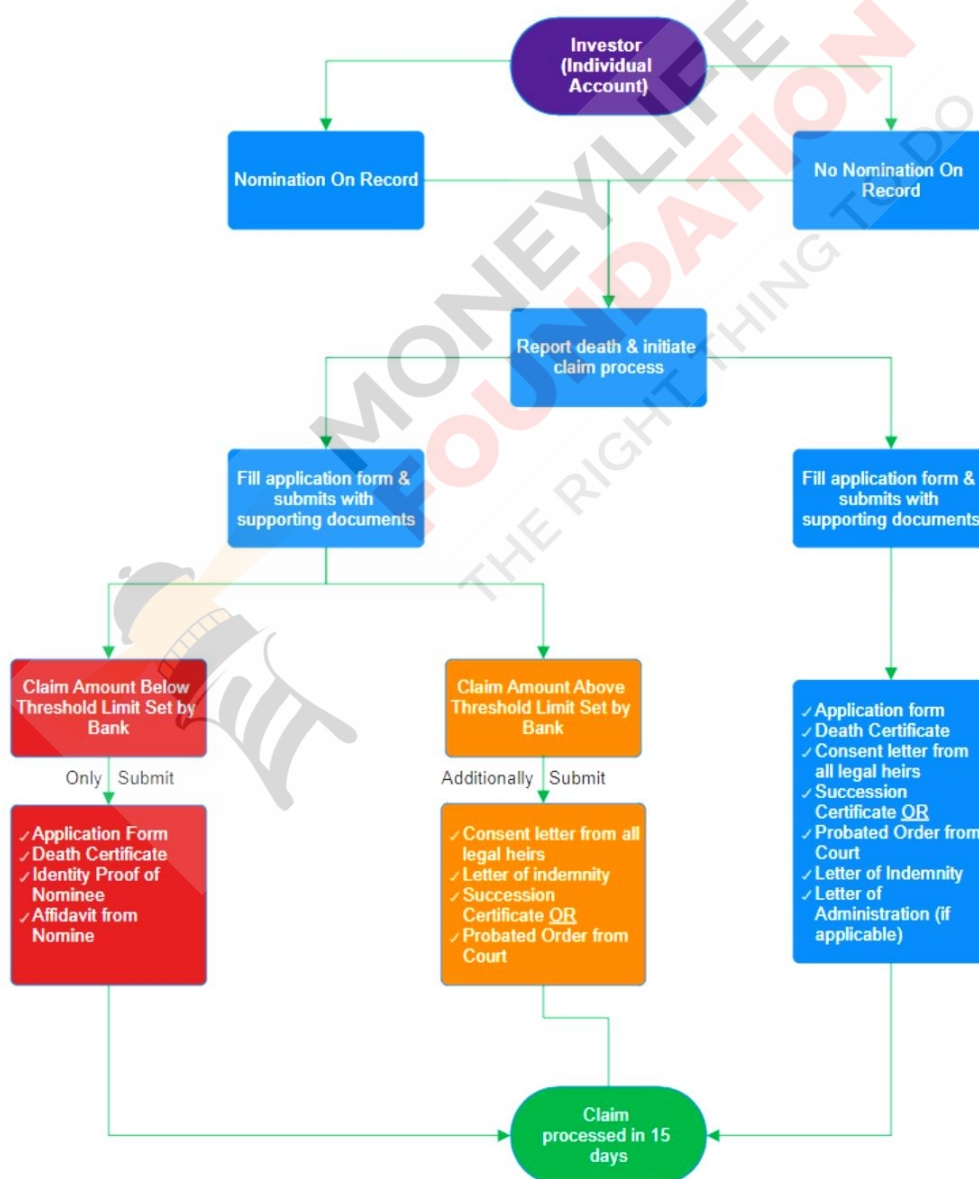 Investor
(Individual
Account)
Nomination On Record
No Nomination On
Record
Report death & initiate
claim process
Fill application form &
submits with
supporting documents
Fill application form &
submits with
supporting documents
Claim Amount Below
Threshold Limit Set by
Bank
Claim Amount Above
Threshold Limit Set by
Bank
Only Submit
Additionally Submit
✓Application Form
✓Death Certificate
✓Identity Proof of
Nominee
✓Affidavit from
Nomine
✓Consent letter from all
legal heirs
✓Letter of indemnity
✓Succession
Certificate OR
✓Probated Order from
Court
✓Application form
✓Death Certificate
✓Consent letter from
all legal heirs
✓Succession
Certificate OR
✓Probated Order from
Court
✓Letter of Indemnity
✓Letter of
Administration (if
applicable)
Claim
processed in 15
days
MONEYLIFE
FOUNDATION
THE RIGHT THING TO DO